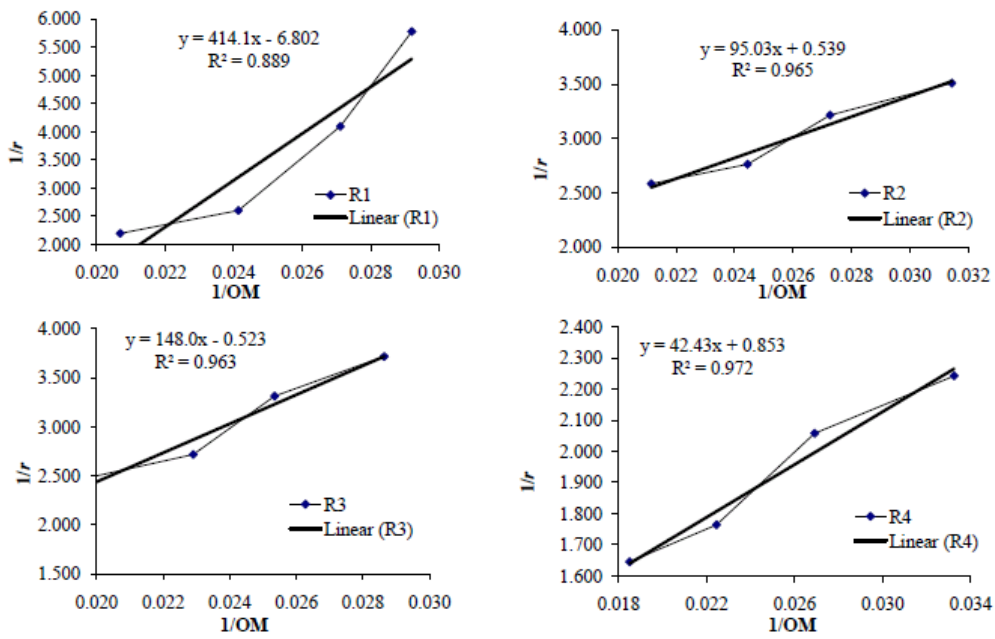 6.000
5.500
5.000
4.500
4.000
3.500
3.000
2.500
2.000
1/r
y = 414.1x - 6.802
R² = 0.889
R1
Linear (R1)
0.020 0.022 0.024 0.026 0.028 0.030
1/OM
4.000
3.500
3.000
2.500
2.000
1/r
y = 95.03x + 0.539
R² = 0.965
R2
Linear (R2)
0.020 0.022 0.024 0.026 0.028 0.030 0.032
1/OM
4.000
3.500
3.000
2.500
2.000
1.500
1/r
y = 148.0x - 0.523
R² = 0.963
R3
Linear (R3)
0.020 0.022 0.024 0.026 0.028 0.030
1/OM
2.400
2.300
2.200
2.100
2.000
1.900
1.800
1.700
1.600
1/r
y = 42.43x + 0.853
R² = 0.972
R4
Linear (R4)
0.018 0.022 0.026 0.030 0.034
1/OM